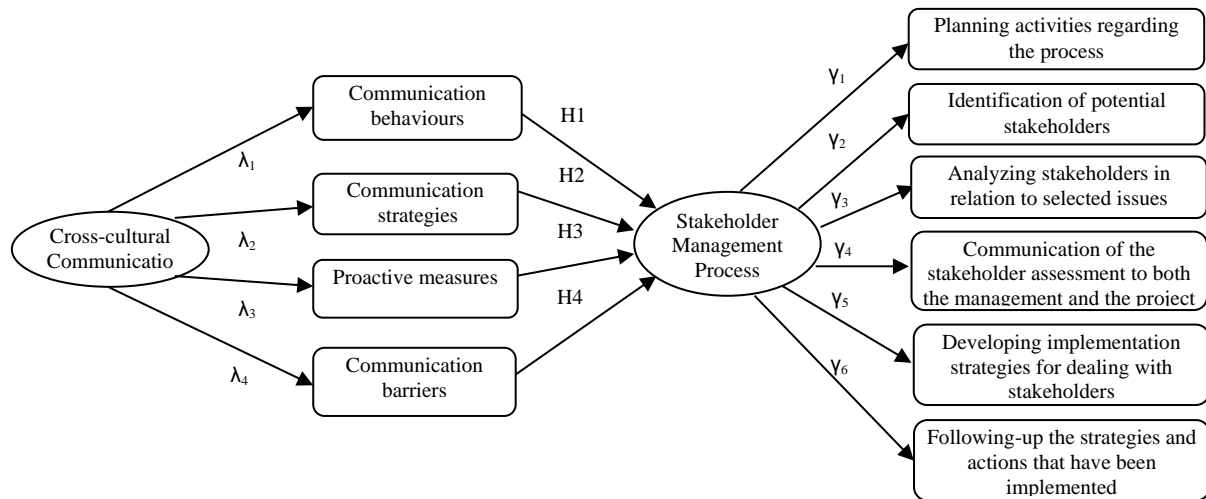 Cross-cultural
Communicatio
λ1
λ2
λ3
λ4
Communication
behaviours
Communication
strategies
Proactive measures
Communication
barriers
H1
H2
H3
H4
Stakeholder
Management
Process
γ1
γ2
γ3
γ4
γ5
γ6
Planning activities regarding
the process
Identification of potential
stakeholders
Analyzing stakeholders in
relation to selected issues
Communication of the
stakeholder assessment to both
the management and the project
Developing implementation
strategies for dealing with
stakeholders
Following-up the strategies and
actions that have been
implemented